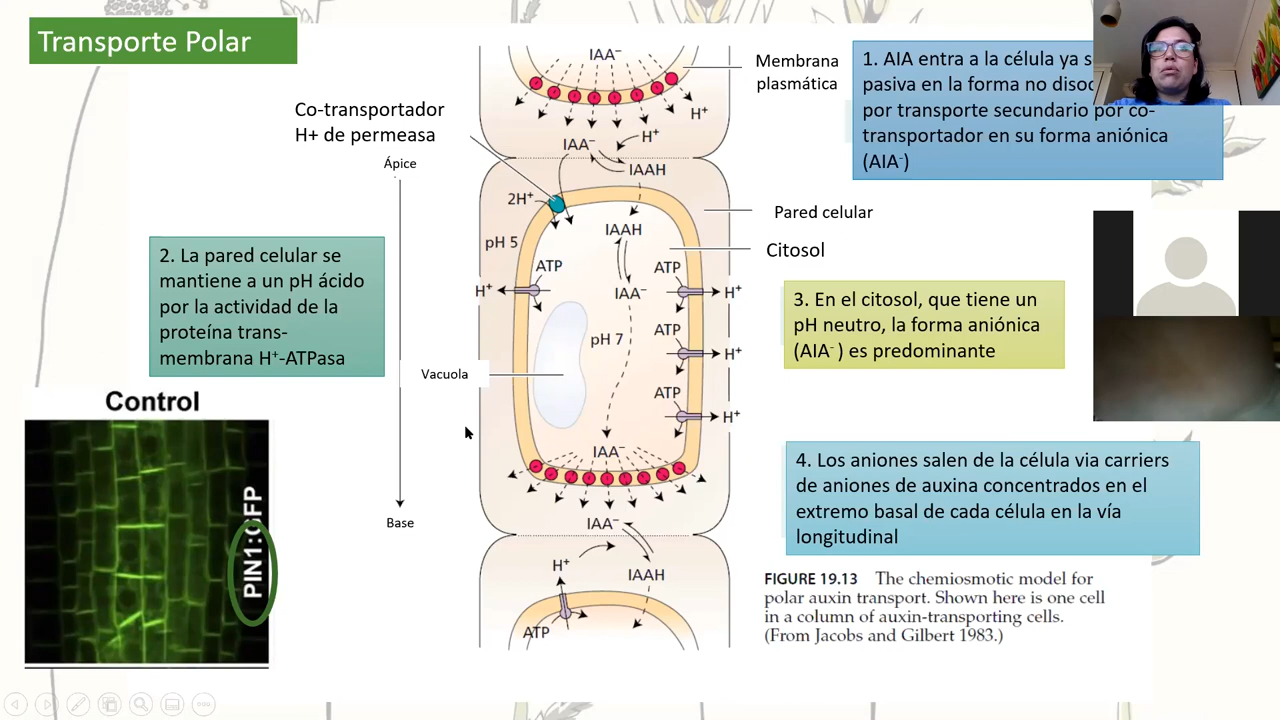 Transporte Polar
Co-transportador
H+ de permeasa
Ápice
Base
2. La pared celular se
mantiene a un pH ácido
por la actividad de la
proteína trans-
membrana H⁺-ATPasa
Control
PIN1:GFP
Vacuola
IAA⁻
H⁺
H⁺
IAA⁻
IAAH
2H⁺
pH 5
IAAH
ATP
ATP
H⁺
IAA⁻
H⁺
ATP
pH 7
H⁺
ATP
H⁺
IAA⁻
IAA⁻
H⁺
IAAH
ATP
Membrana
plasmática
Pared celular
Citosol
1. AIA entra a la célula ya s
pasiva en la forma no
por transporte secundario por co-
transportador en su forma aniónica
(AIA⁻)
3. En el citosol, que tiene un
pH neutro, la forma aniónica
(AIA⁻ ) es predominante
4. Los aniones salen de la célula via carriers
de aniones de auxina concentrados en el
extremo basal de cada célula en la vía
longitudinal
FIGURE 19.13 The chemiosmotic model for
polar auxin transport. Shown here is one cell
in a column of auxin-transporting cells.
(From Jacobs and Gilbert 1983.)